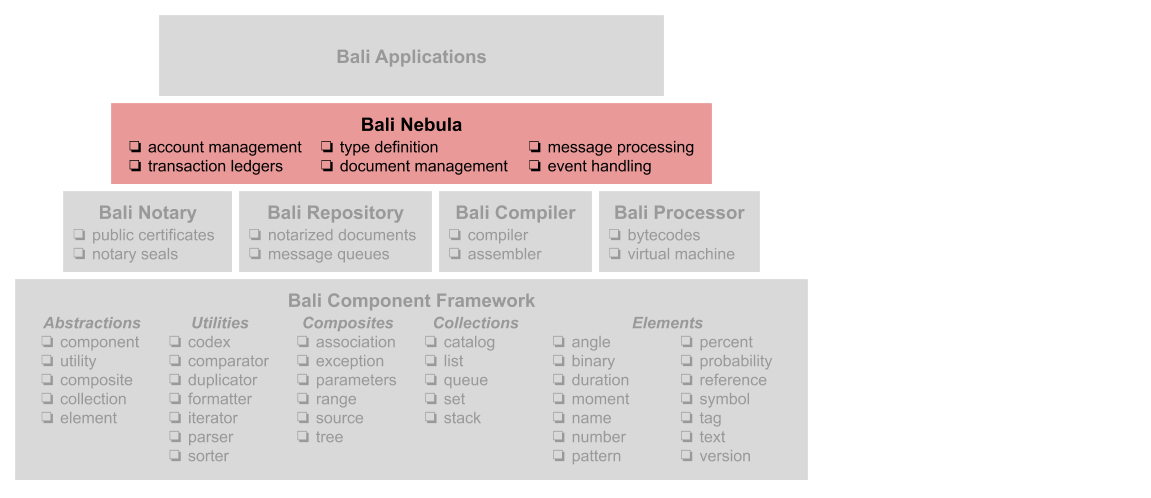 Bali Applications
Bali Nebula
❏ account management ❏ type definition ❏ message processing
❏ transaction ledgers ❏ document management ❏ event handling
Bali Notary
❏ public certificates
❏ notary seals
Bali Repository
❏ notarized documents
❏ message queues
Bali Compiler
❏ compiler
❏ assembler
Bali Processor
❏ bytecodes
❏ virtual machine
Bali Component Framework
Abstractions
❏ component
❏ utility
❏ composite
❏ collection
❏ element
Utilities
❏ codex
❏ comparator
❏ duplicator
❏ formatter
❏ iterator
❏ parser
❏ sorter
Composites
❏ association
❏ exception
❏ parameters
❏ range
❏ source
❏ tree
Collections
❏ catalog
❏ list
❏ queue
❏ set
❏ stack
Elements
❏ angle
❏ binary
❏ duration
❏ moment
❏ name
❏ number
❏ pattern
❏ percent
❏ probability
❏ reference
❏ symbol
❏ tag
❏ text
❏ version